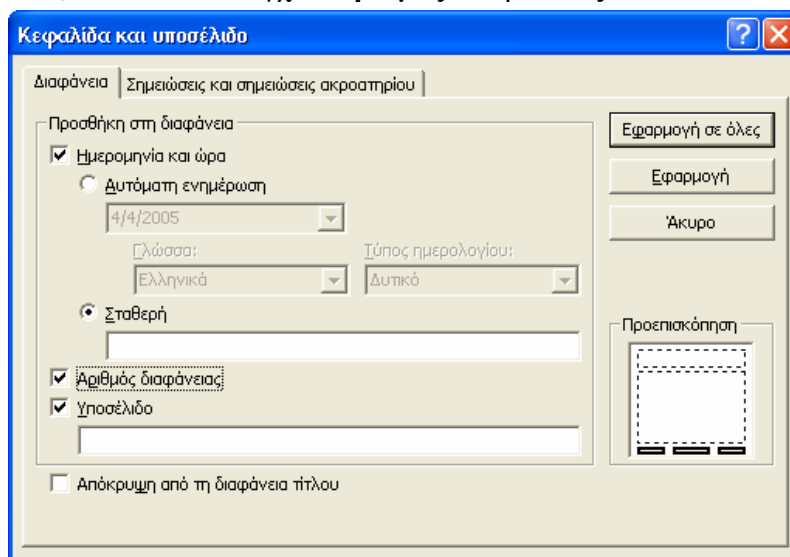 Κεφαλίδα και υποσέλιδο
Διαφάνεια
Σημειώσεις και σημειώσεις ακροατηρίου
Προσθήκη στη διαφάνεια
Ημερομηνία και ώρα
Αυτόματη ενημέρωση
4/4/2005
Γλώσσα:
Τύπος ημερολογίου:
Ελληνικά
Δυτικό
Σταθερή
Αριθμός διαφάνειας
Υποσέλιδο
Απόκρυψη από τη διαφάνεια τίτλου
Εφαρμογή σε όλες
Εφαρμογή
Άκυρο
Προεπισκόπηση